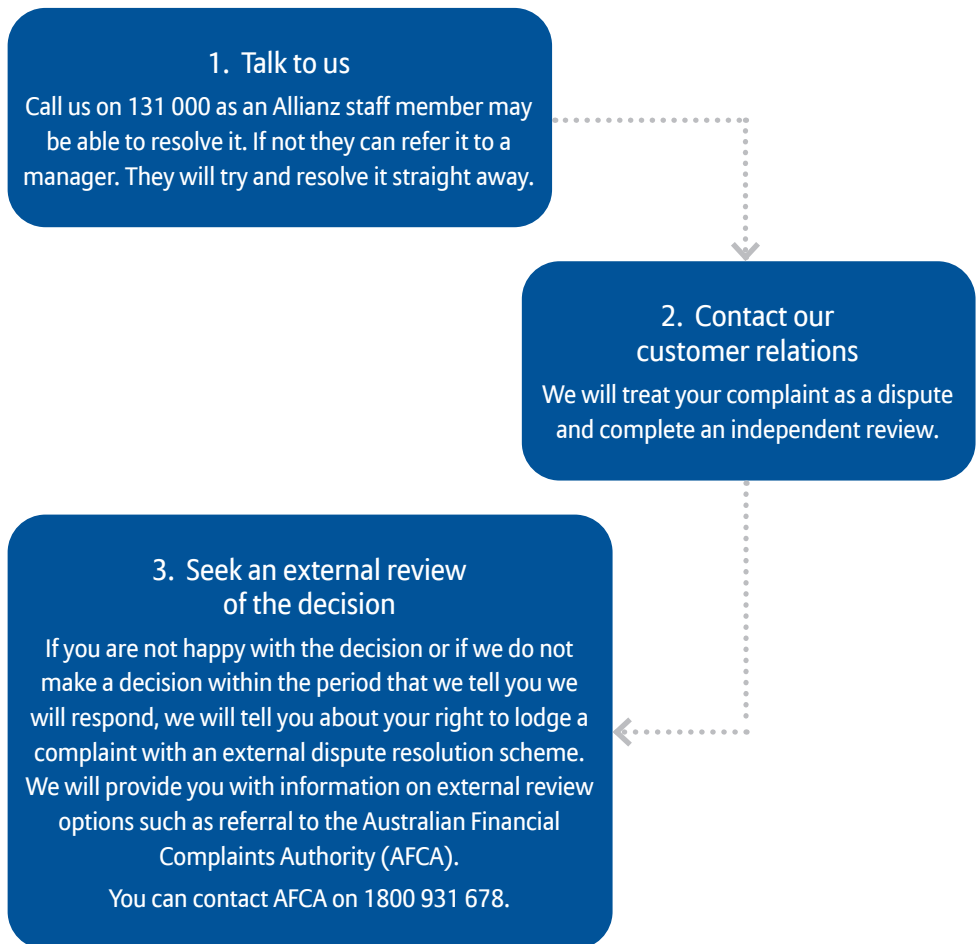 1. Talk to us
Call us on 131 000 as an Allianz staff member may
be able to resolve it. If not they can refer it to a
manager. They will try and resolve it straight away.
2. Contact our
customer relations
We will treat your complaint as a dispute
and complete an independent review.
3. Seek an external review
of the decision
If you are not happy with the decision or if we do not
make a decision within the period that we tell you we
will respond, we will tell you about your right to lodge a
complaint with an external dispute resolution scheme.
We will provide you with information on external review
options such as referral to the Australian Financial
Complaints Authority (AFCA).
You can contact AFCA on 1800 931 678.